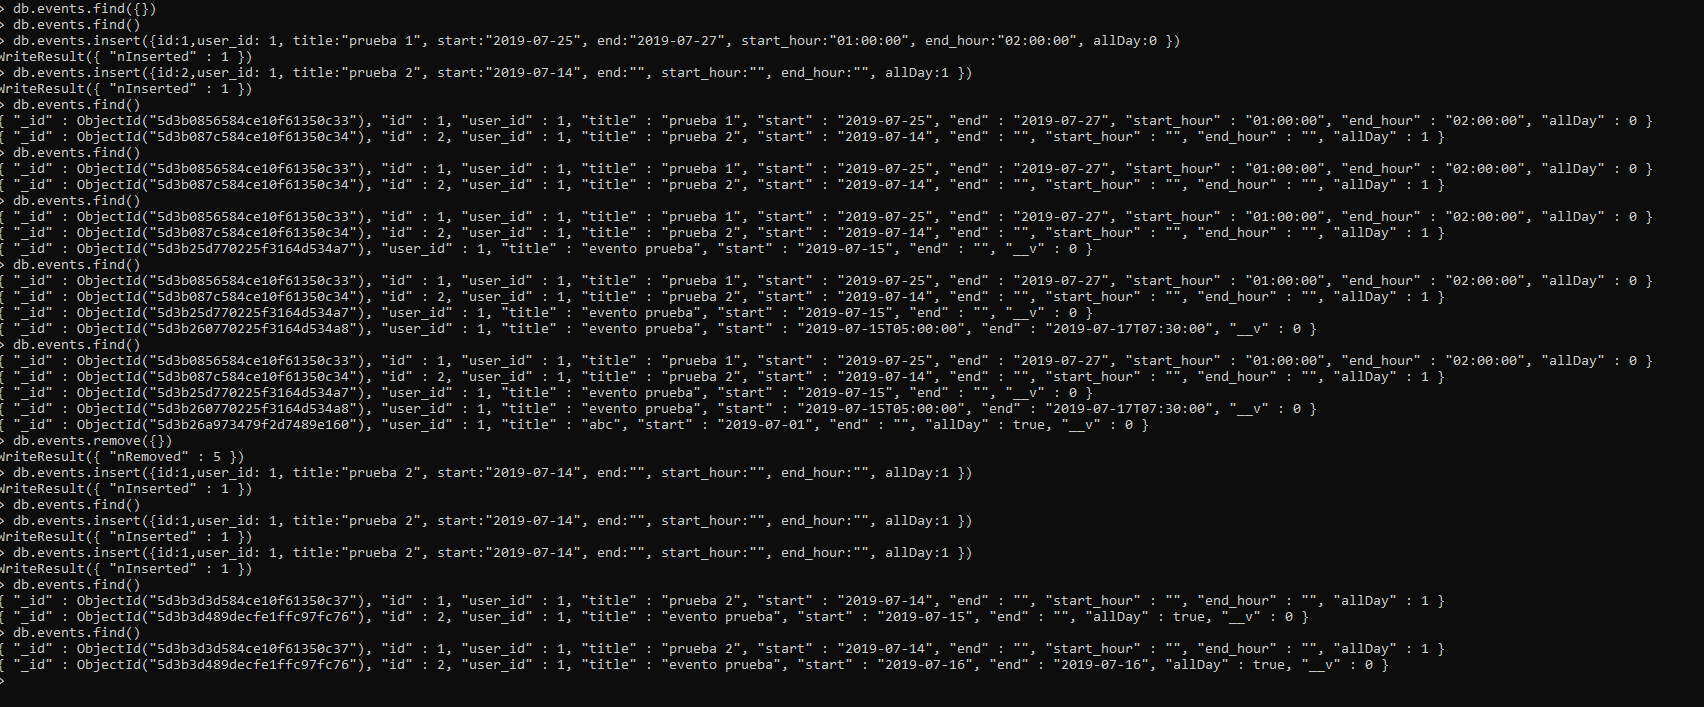 > db.events.find({})
> db.events.find()
> db.events.insert({id:1,user_id: 1, title:"prueba 1", start:"2019-07-25", end:"2019-07-27", start_hour:"01:00:00", end_hour:"02:00:00", allDay:0 })
WriteResult({ "nInserted" : 1 })
> db.events.insert({id:2,user_id: 1, title:"prueba 2", start:"2019-07-14", end:"", start_hour:"", end_hour:"", allDay:1 })
WriteResult({ "nInserted" : 1 })
> db.events.find()
{ "_id" : ObjectId("5d3b0856584ce10f61350c33"), "id" : 1, "user_id" : 1, "title" : "prueba 1", "start" : "2019-07-25", "end" : "2019-07-27", "start_hour" : "01:00:00", "end_hour" : "02:00:00", "allDay" : 0 }
{ "_id" : ObjectId("5d3b087c584ce10f61350c34"), "id" : 2, "user_id" : 1, "title" : "prueba 2", "start" : "2019-07-14", "end" : "", "start_hour" : "", "end_hour" : "", "allDay" : 1 }
> db.events.find()
{ "_id" : ObjectId("5d3b0856584ce10f61350c33"), "id" : 1, "user_id" : 1, "title" : "prueba 1", "start" : "2019-07-25", "end" : "2019-07-27", "start_hour" : "01:00:00", "end_hour" : "02:00:00", "allDay" : 0 }
{ "_id" : ObjectId("5d3b087c584ce10f61350c34"), "id" : 2, "user_id" : 1, "title" : "prueba 2", "start" : "2019-07-14", "end" : "", "start_hour" : "", "end_hour" : "", "allDay" : 1 }
> db.events.find()
{ "_id" : ObjectId("5d3b0856584ce10f61350c33"), "id" : 1, "user_id" : 1, "title" : "prueba 1", "start" : "2019-07-25", "end" : "2019-07-27", "start_hour" : "01:00:00", "end_hour" : "02:00:00", "allDay" : 0 }
{ "_id" : ObjectId("5d3b087c584ce10f61350c34"), "id" : 2, "user_id" : 1, "title" : "prueba 2", "start" : "2019-07-14", "end" : "", "start_hour" : "", "end_hour" : "", "allDay" : 1 }
{ "_id" : ObjectId("5d3b25d770225f3164d534a7"), "user_id" : 1, "title" : "evento prueba", "start" : "2019-07-15", "end" : "", "__v" : 0 }
> db.events.find()
{ "_id" : ObjectId("5d3b0856584ce10f61350c33"), "id" : 1, "user_id" : 1, "title" : "prueba 1", "start" : "2019-07-25", "end" : "2019-07-27", "start_hour" : "01:00:00", "end_hour" : "02:00:00", "allDay" : 0 }
{ "_id" : ObjectId("5d3b087c584ce10f61350c34"), "id" : 2, "user_id" : 1, "title" : "prueba 2", "start" : "2019-07-14", "end" : "", "start_hour" : "", "end_hour" : "", "allDay" : 1 }
{ "_id" : ObjectId("5d3b25d770225f3164d534a7"), "user_id" : 1, "title" : "evento prueba", "start" : "2019-07-15", "end" : "", "__v" : 0 }
{ "_id" : ObjectId("5d3b260770225f3164d534a8"), "user_id" : 1, "title" : "evento prueba", "start" : "2019-07-15T05:00:00", "end" : "2019-07-17T07:30:00", "__v" : 0 }
> db.events.find()
{ "_id" : ObjectId("5d3b0856584ce10f61350c33"), "id" : 1, "user_id" : 1, "title" : "prueba 1", "start" : "2019-07-25", "end" : "2019-07-27", "start_hour" : "01:00:00", "end_hour" : "02:00:00", "allDay" : 0 }
{ "_id" : ObjectId("5d3b087c584ce10f61350c34"), "id" : 2, "user_id" : 1, "title" : "prueba 2", "start" : "2019-07-14", "end" : "", "start_hour" : "", "end_hour" : "", "allDay" : 1 }
{ "_id" : ObjectId("5d3b25d770225f3164d534a7"), "user_id" : 1, "title" : "evento prueba", "start" : "2019-07-15", "end" : "", "__v" : 0 }
{ "_id" : ObjectId("5d3b260770225f3164d534a8"), "user_id" : 1, "title" : "evento prueba", "start" : "2019-07-15T05:00:00", "end" : "2019-07-17T07:30:00", "__v" : 0 }
{ "_id" : ObjectId("5d3b26a973479f2d7489e160"), "user_id" : 1, "title" : "abc", "start" : "2019-07-01", "end" : "", "allDay" : true, "__v" : 0 }
> db.events.remove({})
WriteResult({ "nRemoved" : 5 })
> db.events.insert({id:1,user_id: 1, title:"prueba 2", start:"2019-07-14", end:"", start_hour:"", end_hour:"", allDay:1 })
WriteResult({ "nInserted" : 1 })
> db.events.find()
> db.events.insert({id:1,user_id: 1, title:"prueba 2", start:"2019-07-14", end:"", start_hour:"", end_hour:"", allDay:1 })
WriteResult({ "nInserted" : 1 })
> db.events.insert({id:1,user_id: 1, title:"prueba 2", start:"2019-07-14", end:"", start_hour:"", end_hour:"", allDay:1 })
WriteResult({ "nInserted" : 1 })
> db.events.find()
{ "_id" : ObjectId("5d3b3d3d584ce10f61350c37"), "id" : 1, "user_id" : 1, "title" : "prueba 2", "start" : "2019-07-14", "end" : "", "start_hour" : "", "end_hour" : "", "allDay" : 1 }
{ "_id" : ObjectId("5d3b3d489decfe1ffc97fc76"), "id" : 2, "user_id" : 1, "title" : "evento prueba", "start" : "2019-07-15", "end" : "", "allDay" : true, "__v" : 0 }
> db.events.find()
{ "_id" : ObjectId("5d3b3d3d584ce10f61350c37"), "id" : 1, "user_id" : 1, "title" : "prueba 2", "start" : "2019-07-14", "end" : "", "start_hour" : "", "end_hour" : "", "allDay" : 1 }
{ "_id" : ObjectId("5d3b3d489decfe1ffc97fc76"), "id" : 2, "user_id" : 1, "title" : "evento prueba", "start" : "2019-07-16", "end" : "2019-07-16", "allDay" : true, "__v" : 0 }
>